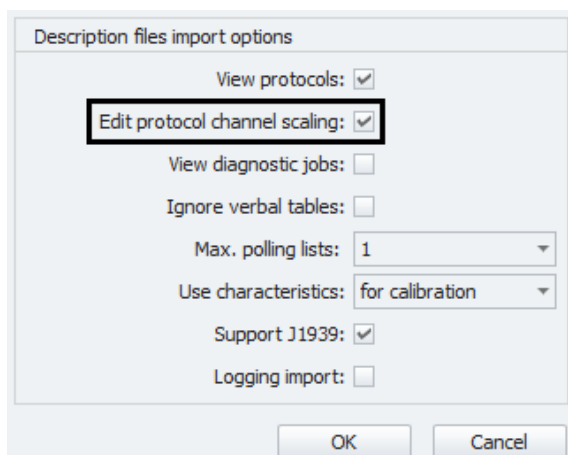 Description files import options
View protocols:
Edit protocol channel scaling:
View diagnostic jobs:
Ignore verbal tables:
Max. polling lists: 1
Use characteristics: for calibration
Support J1939:
Logging import:
OK Cancel